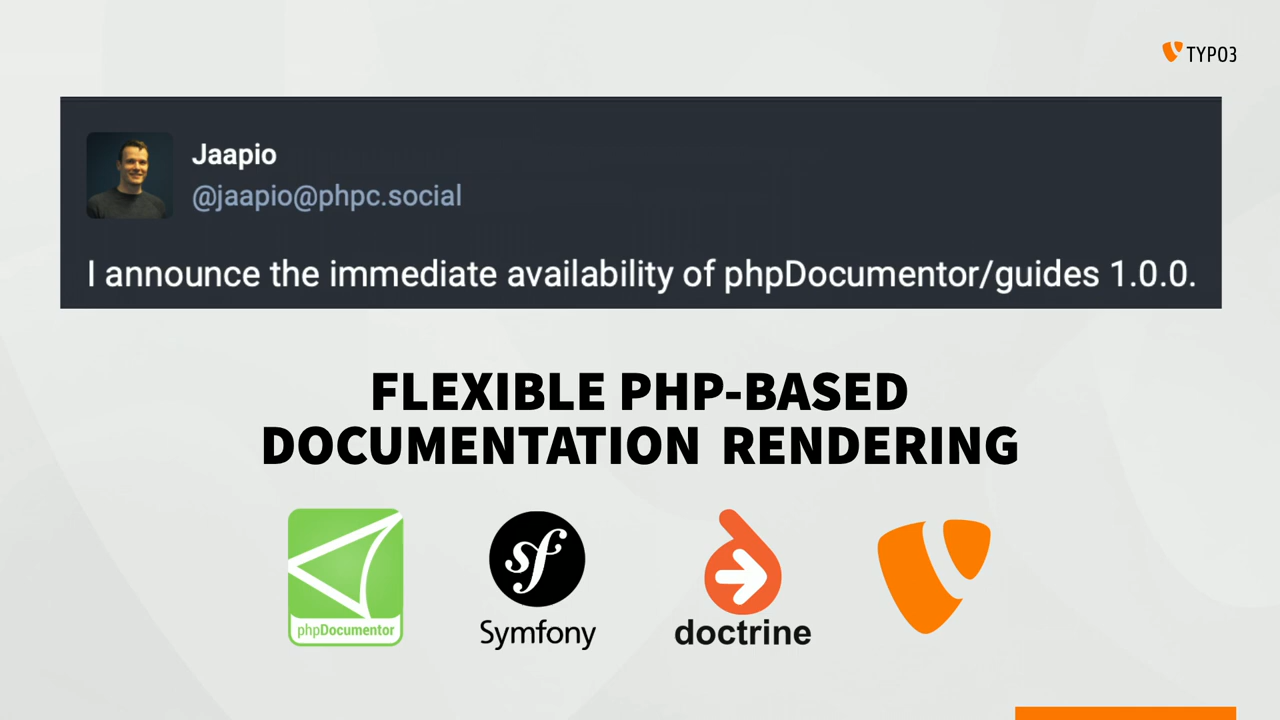 TYPO3
Jaapio
@jaapio@phpc.social
I announce the immediate availability of phpDocumentor/guides 1.0.0.
FLEXIBLE PHP-BASED
DOCUMENTATION RENDERING
phpDocumentor
sf
Symfony
doctrine